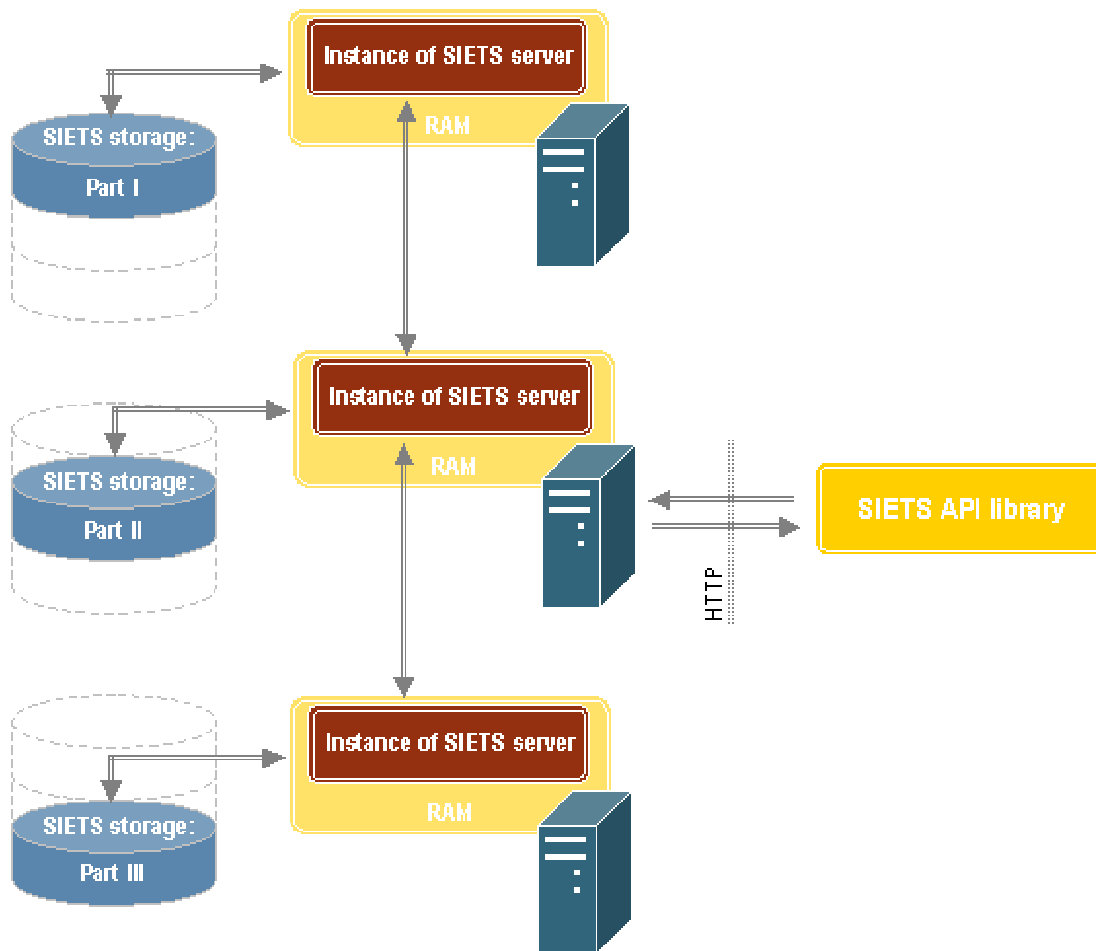 Instance of SIETS server
RAM
SIETS storage:
Part I
Instance of SIETS server
RAM
SIETS storage:
Part II
SIETS API library
HTTP
Instance of SIETS server
RAM
SIETS storage:
Part III